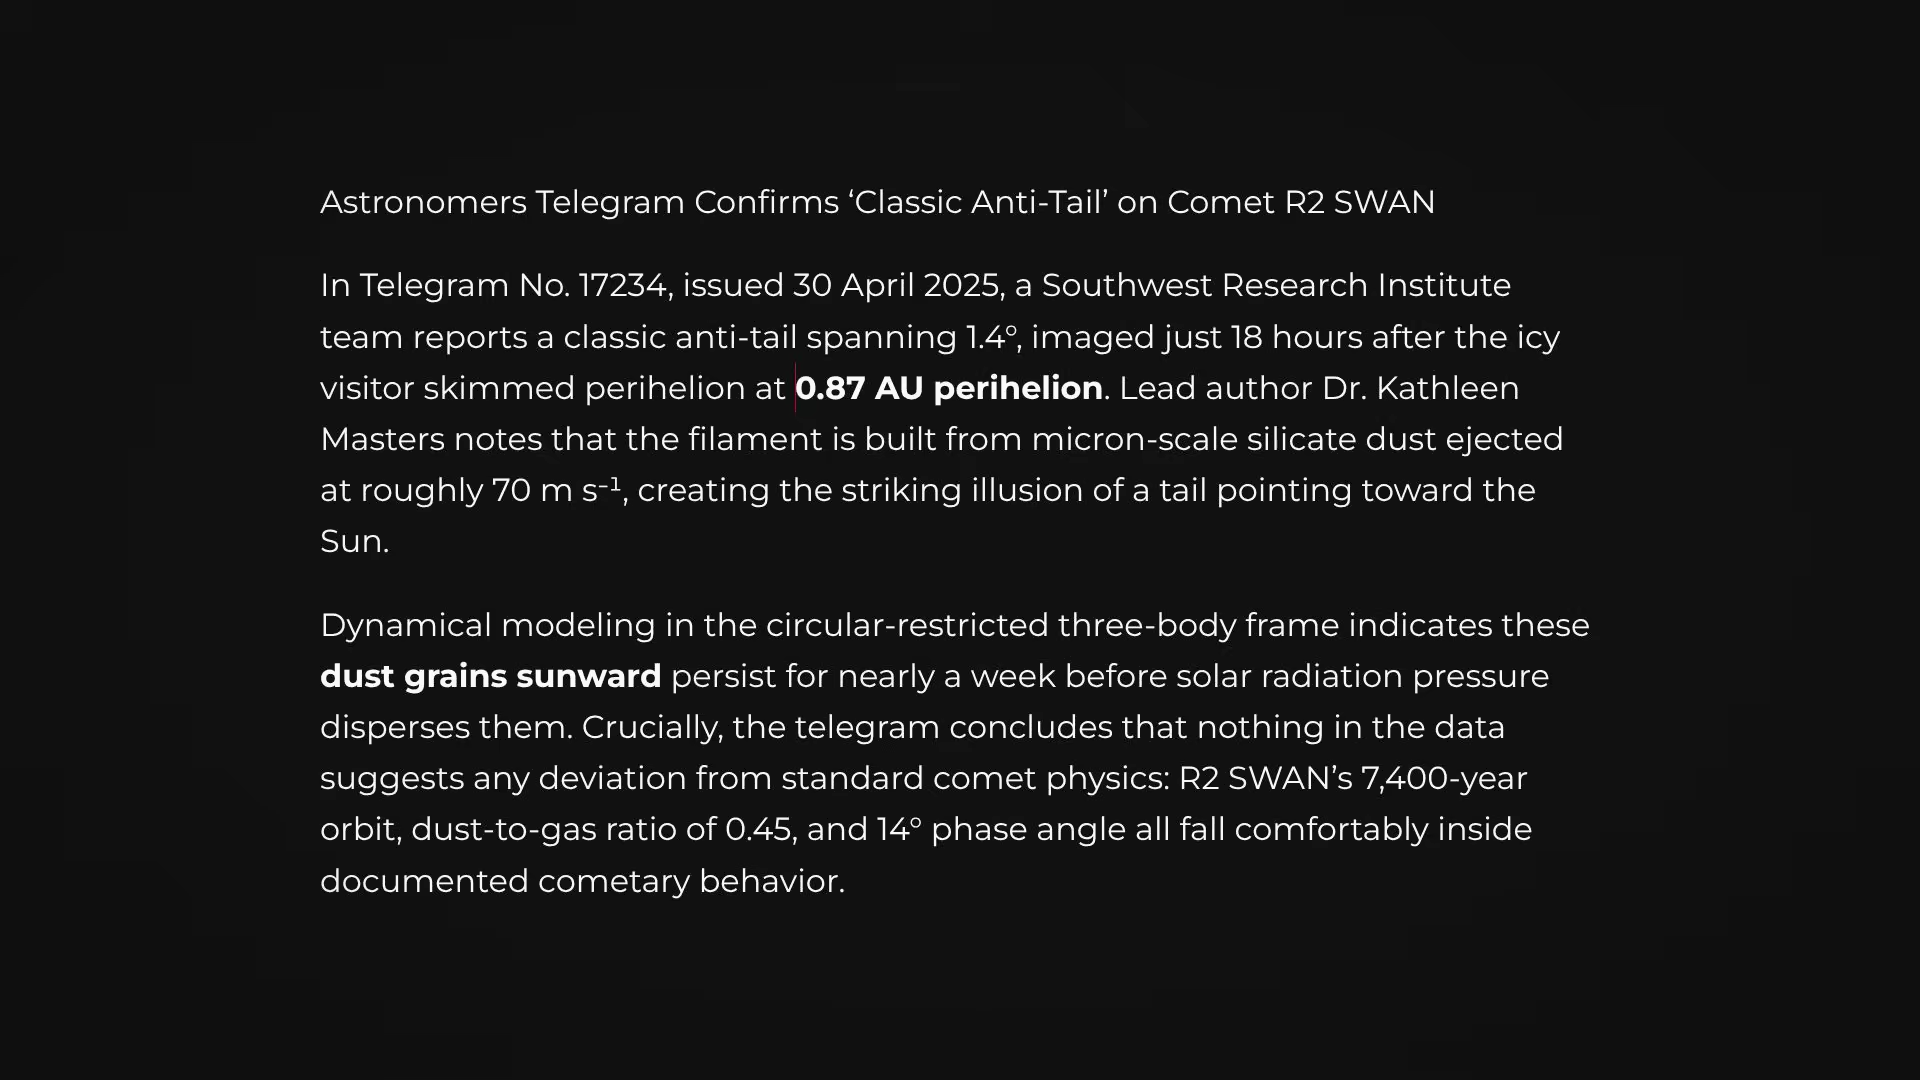 Astronomers Telegram Confirms ‘Classic Anti-Tail’ on Comet R2 SWAN
In Telegram No. 17234, issued 30 April 2025, a Southwest Research Institute
team reports a classic anti-tail spanning 1.4°, imaged just 18 hours after the icy
visitor skimmed perihelion at 0.87 AU perihelion. Lead author Dr. Kathleen
Masters notes that the filament is built from micron-scale silicate dust ejected
at roughly 70 m s⁻¹, creating the striking illusion of a tail pointing toward the
Sun.
Dynamical modeling in the circular-restricted three-body frame indicates these
dust grains sunward persist for nearly a week before solar radiation pressure
disperses them. Crucially, the telegram concludes that nothing in the data
suggests any deviation from standard comet physics: R2 SWAN’s 7,400-year
orbit, dust-to-gas ratio of 0.45, and 14° phase angle all fall comfortably inside
documented cometary behavior.